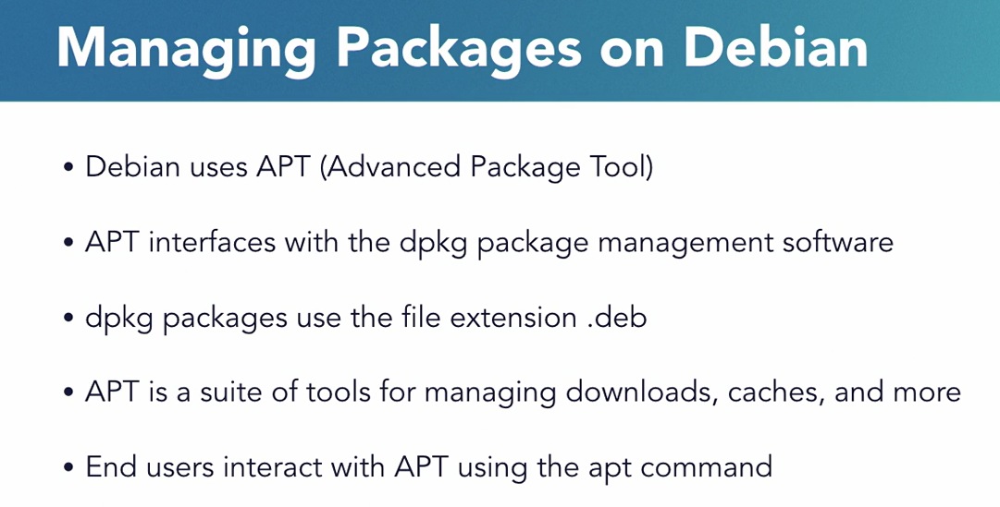 Managing Packages on Debian
• Debian uses APT (Advanced Package Tool)
• APT interfaces with the dpkg package management software
• dpkg packages use the file extension .deb
• APT is a suite of tools for managing downloads, caches, and more
• End users interact with APT using the apt command